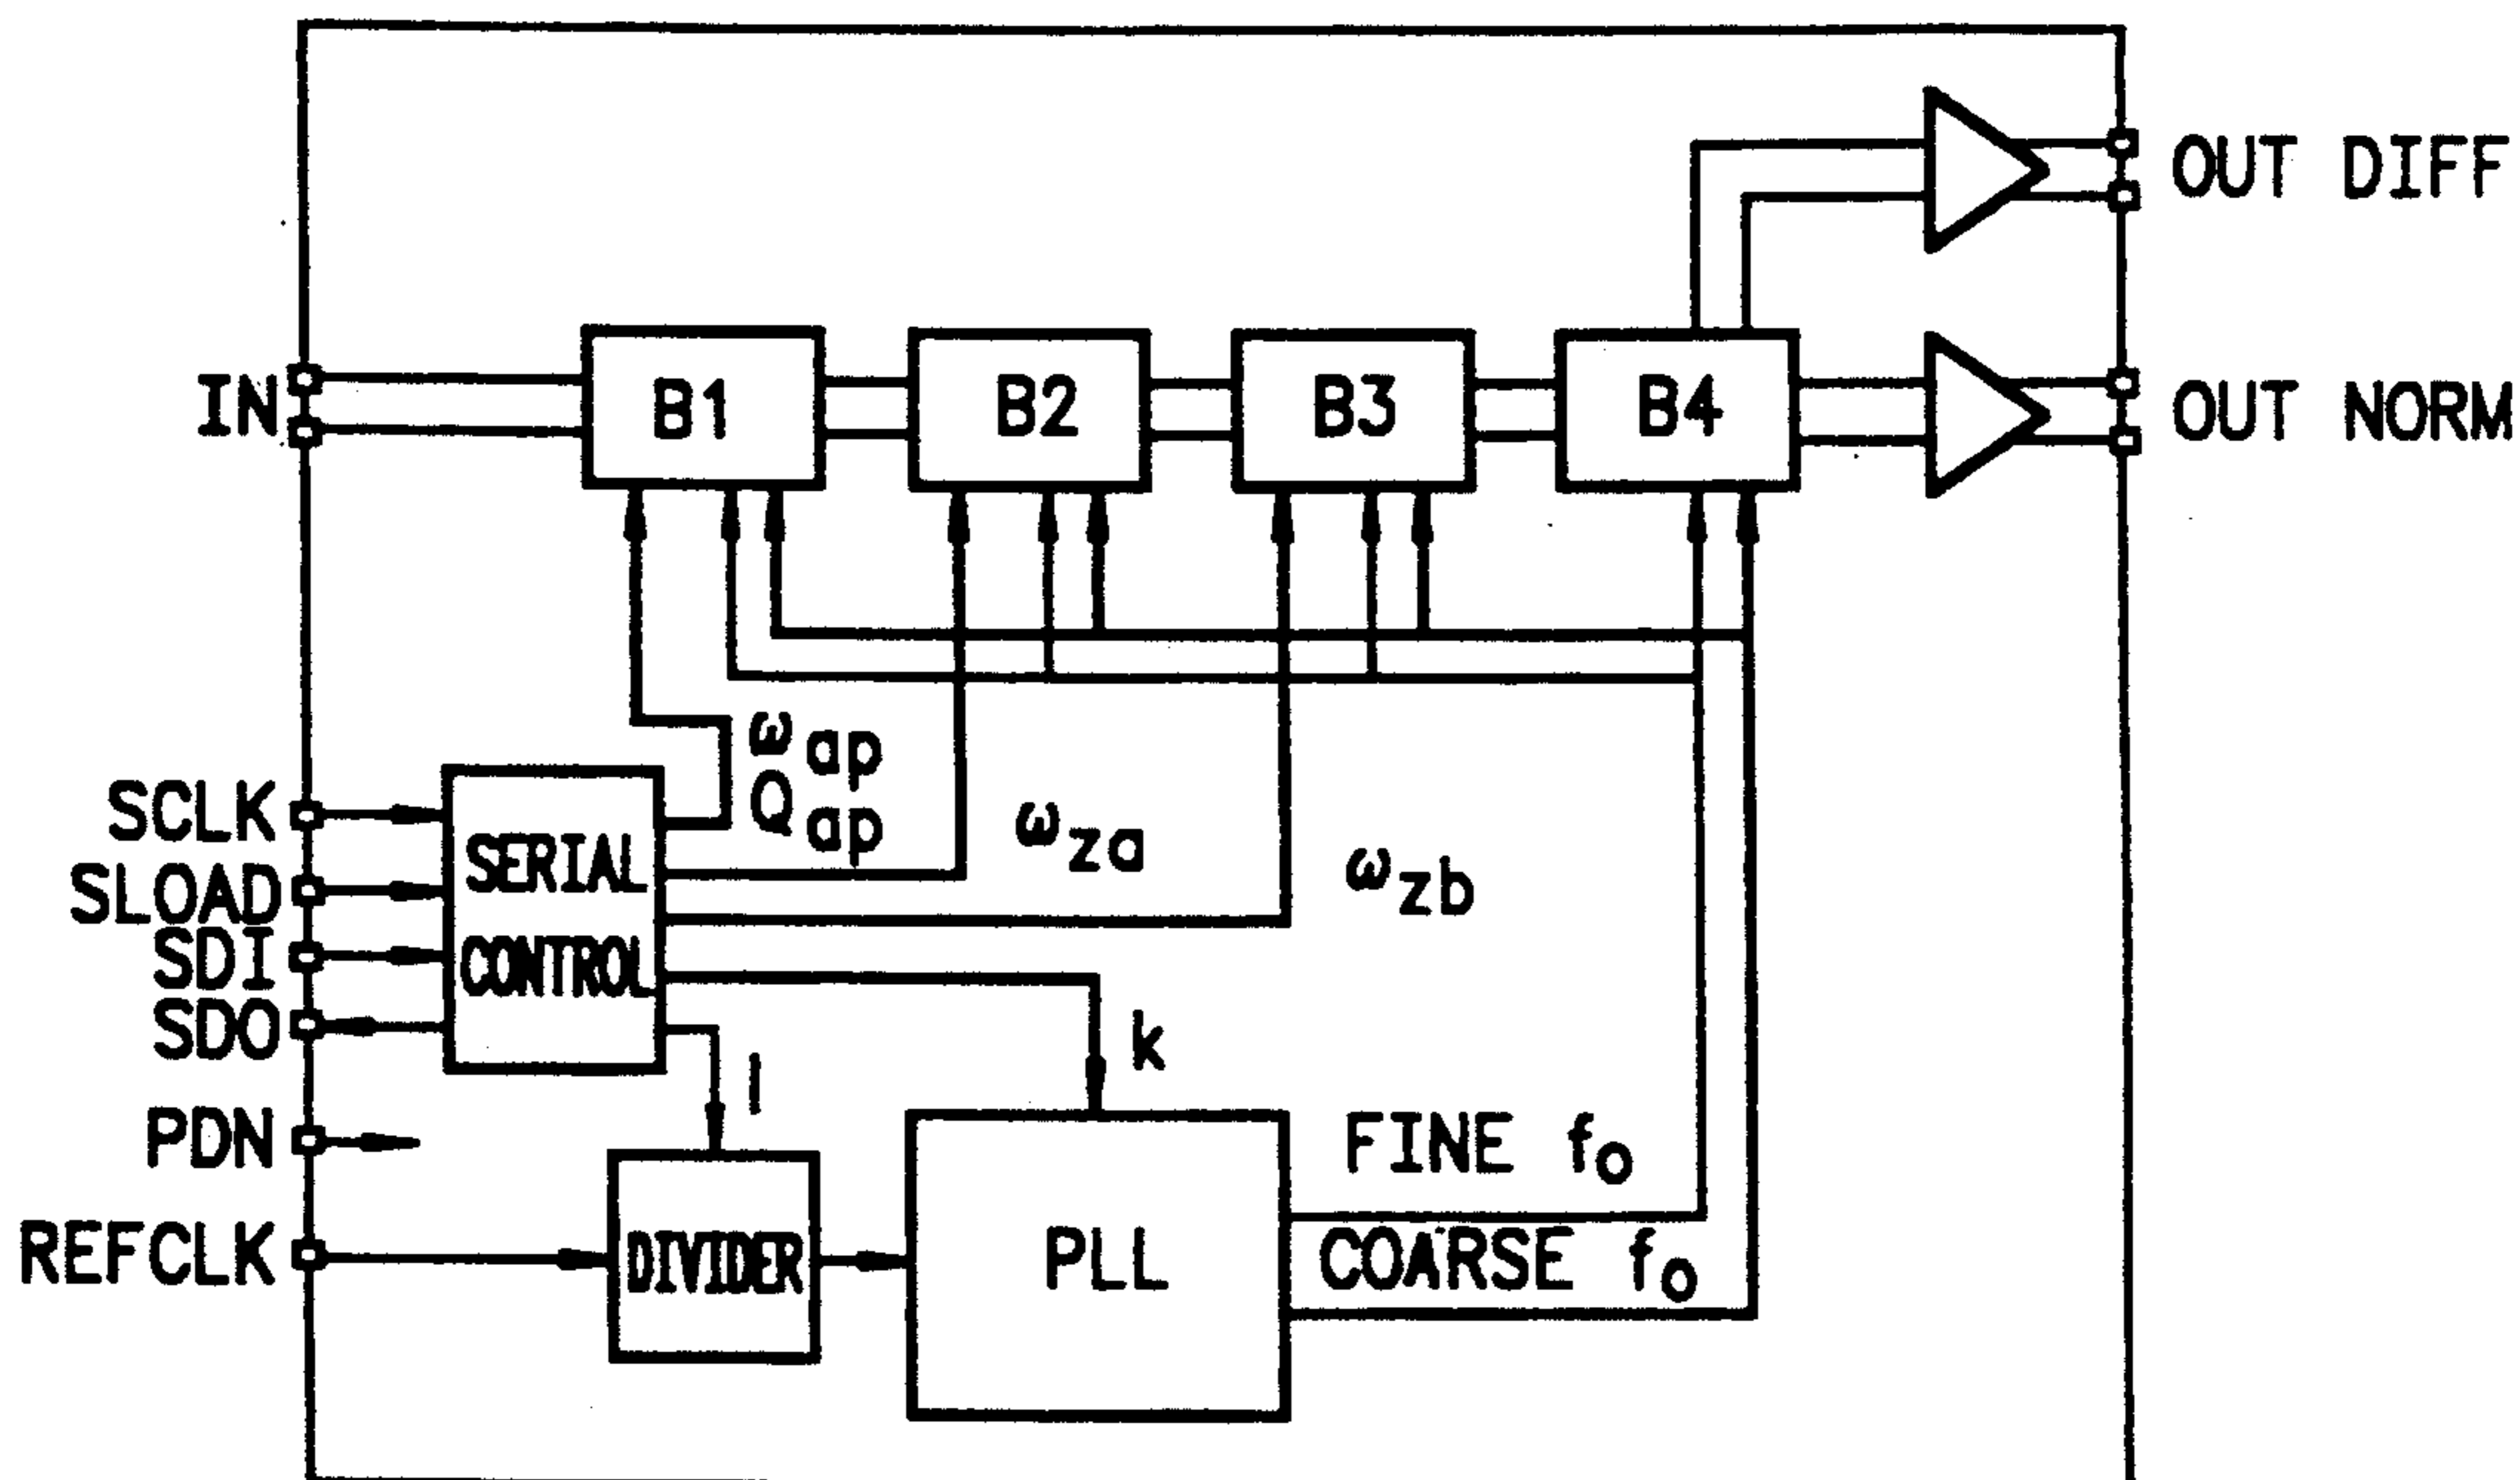 OUT DIFF
IN
B1
B2
B3
B4
OUT NORM
ωap
Qap
ωza
ωzb
SCLK
SLOAD
SDI
SDO
SERIAL
CONTROL
k
l
PDN
FINE fo
REFCLK
DIVIDER
PLL
COARSE fo